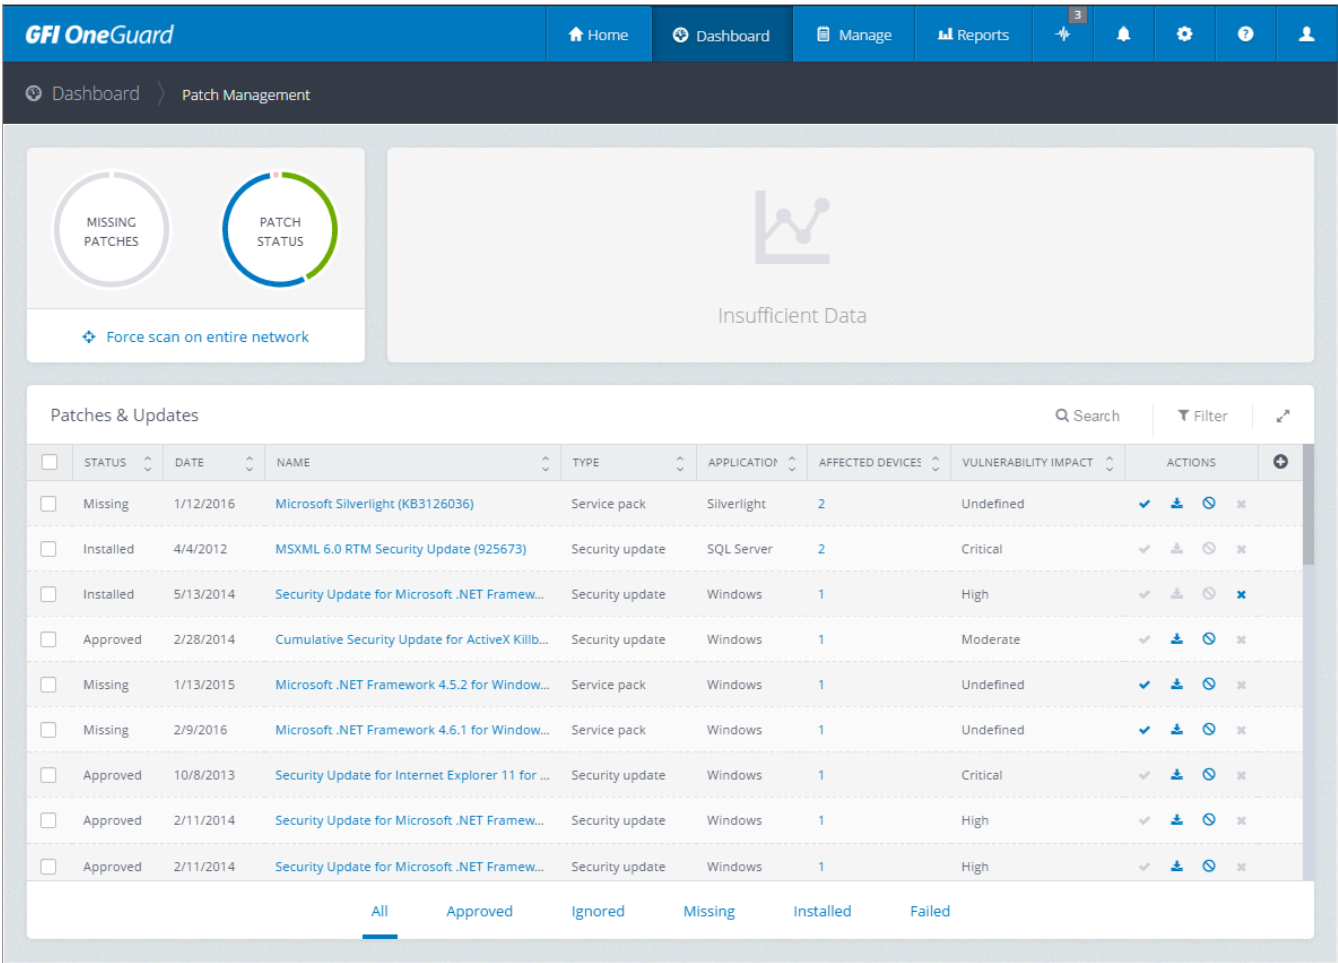 GFI OneGuard
Home
Dashboard
Manage
Reports
3
Dashboard
Patch Management
MISSING
PATCHES
PATCH
STATUS
Force scan on entire network
Insufficient Data
Patches & Updates
Search
Filter
STATUS DATE NAME TYPE APPLICATION AFFECTED DEVICES VULNERABILITY IMPACT ACTIONS
Missing 1/12/2016 Microsoft Silverlight (KB3126036) Service pack Silverlight 2 Undefined
Installed 4/4/2012 MSXML 6.0 RTM Security Update (925673) Security update SQL Server 2 Critical
Installed 5/13/2014 Security Update for Microsoft .NET Framew... Security update Windows 1 High
Approved 2/28/2014 Cumulative Security Update for ActiveX Killb... Security update Windows 1 Moderate
Missing 1/13/2015 Microsoft .NET Framework 4.5.2 for Window... Service pack Windows 1 Undefined
Missing 2/9/2016 Microsoft .NET Framework 4.6.1 for Window... Service pack Windows 1 Undefined
Approved 10/8/2013 Security Update for Internet Explorer 11 for ... Security update Windows 1 Critical
Approved 2/11/2014 Security Update for Microsoft .NET Framew... Security update Windows 1 High
Approved 2/11/2014 Security Update for Microsoft .NET Framew... Security update Windows 1 High
All Approved Ignored Missing Installed Failed